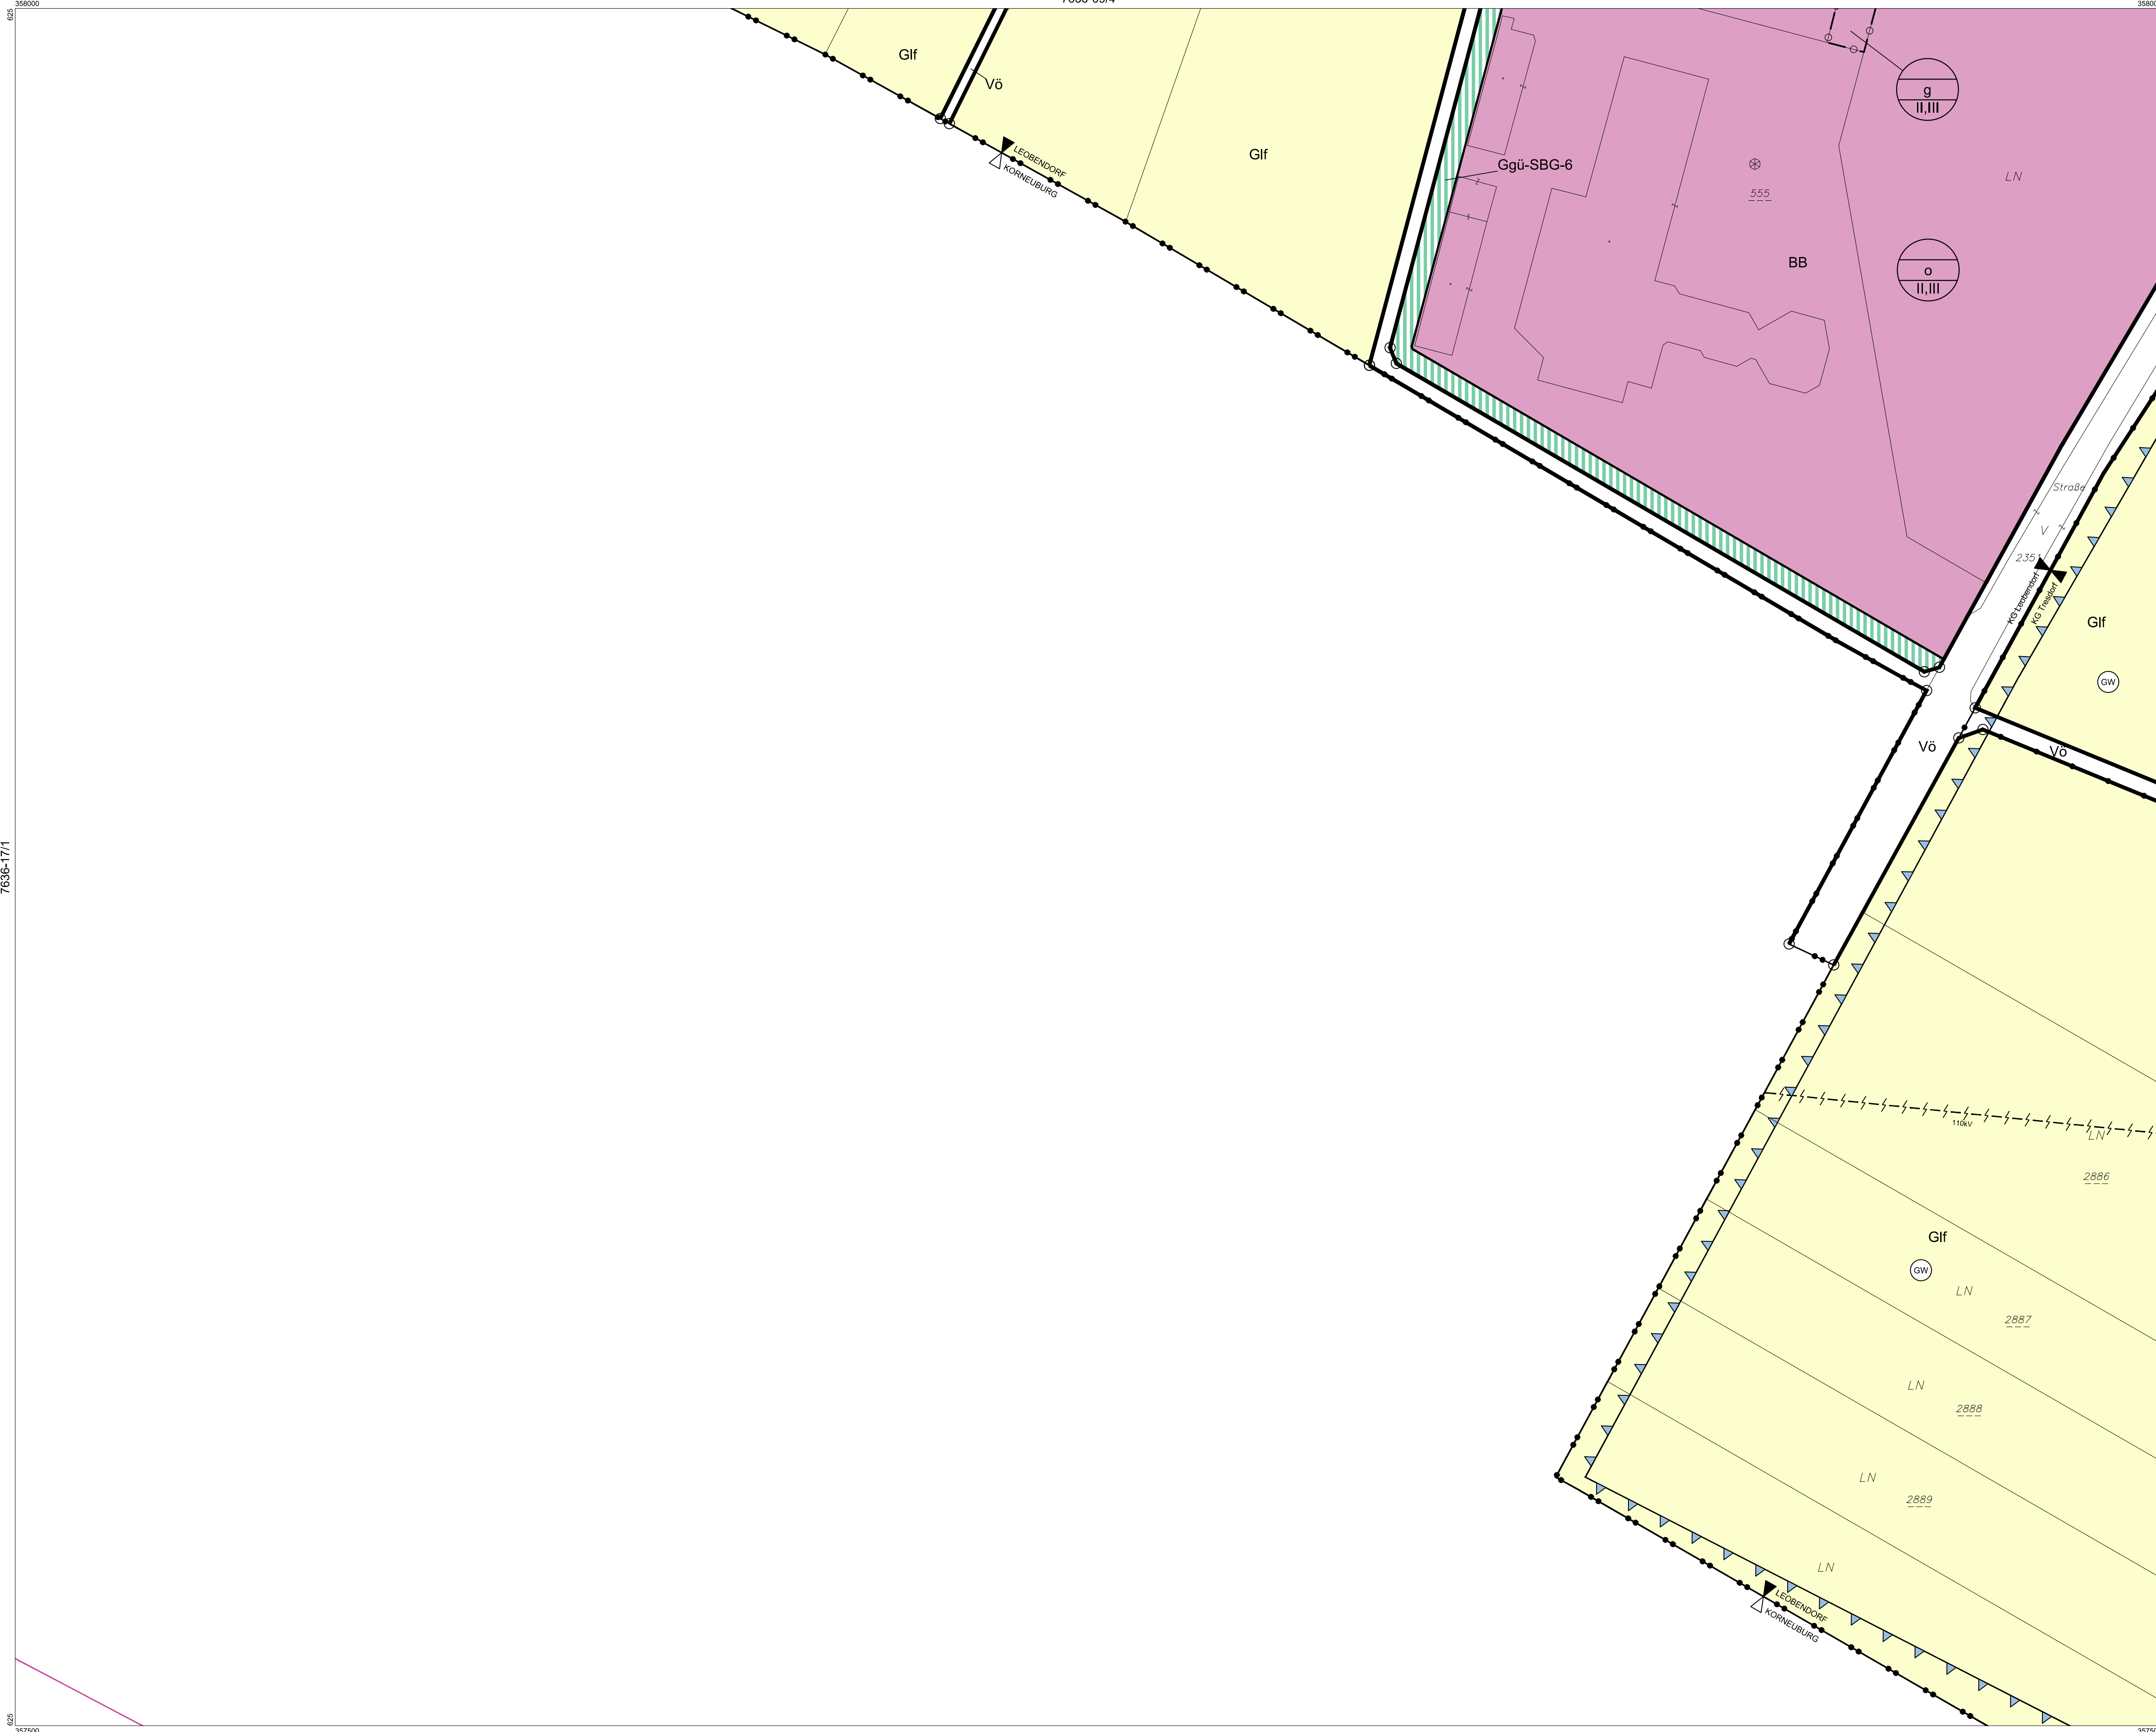 358000
625
7636-17/1
Glf
Vö
LEOBENDORF
KORNEUBURG
Glf
Ggü-SBG-6
555
BB
LN
g
II,III
o
II,III
Straße
V
2351
KG Leobendorf
KG Tresdorf
Glf
GW
Vö
Vö
110kV
LN
2886
Glf
GW
LN
2887
LN
2888
LN
2889
LN
LEOBENDORF
KORNEUBURG
625